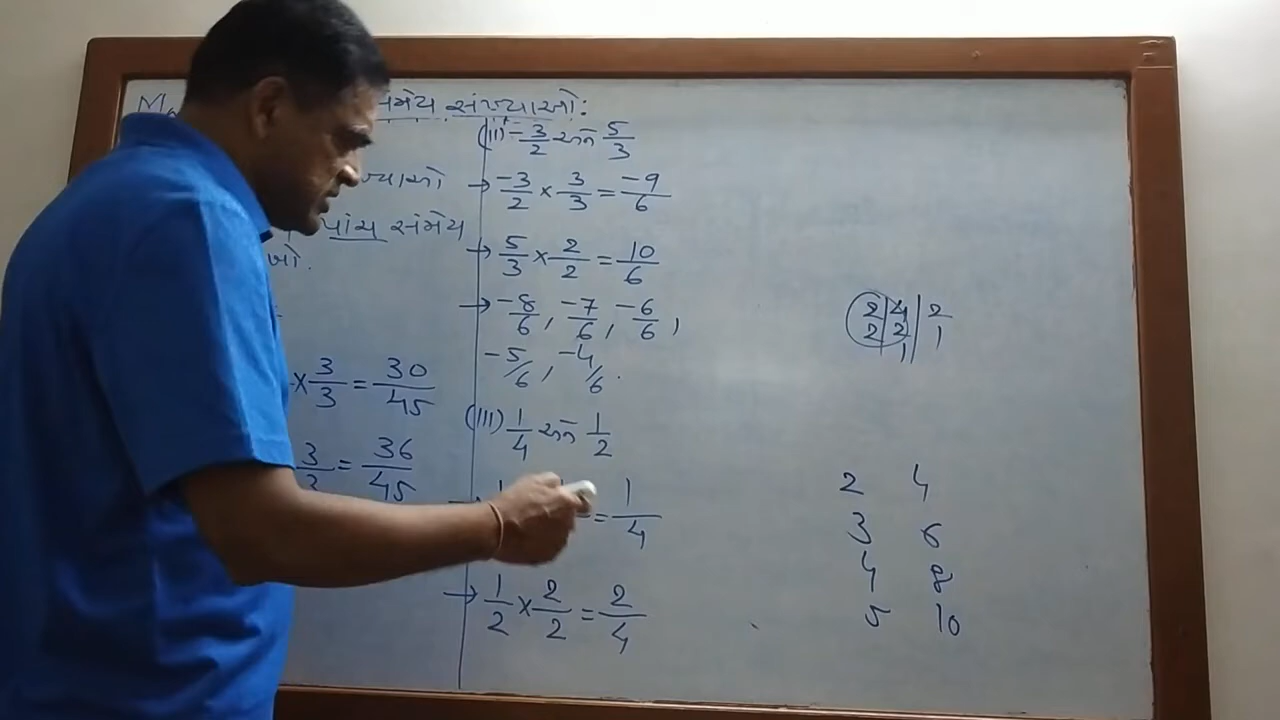 સંખ્યાઓ:
પાંચ સંમેય
× 3/3 = 30/45
= 36/45
(11) -3/2 અને 5/3
→ -3/2 × 3/3 = -9/6
→ 5/3 × 2/2 = 10/6
→ -8/6, -7/6, -6/6,
-5/6, -4/6.
(111) 1/4 અને 1/2
= 1/4
→ 1/2 × 2/2 = 2/4
2 | 4 | 2
2 | 2 | 1
1
2 4
3 6
4 8
5 10